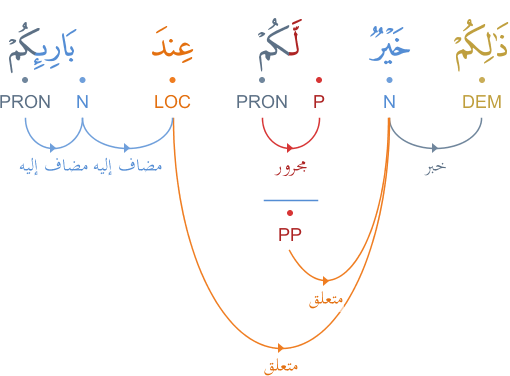 ذَٰلِكُمْ خَيْرٌ لَّكُمْ عِندَ بَارِئِكُمْ
DEM N P PRON LOC N PRON
خبر مجرور مضاف إليه مضاف إليه
PP
متعلق
متعلق